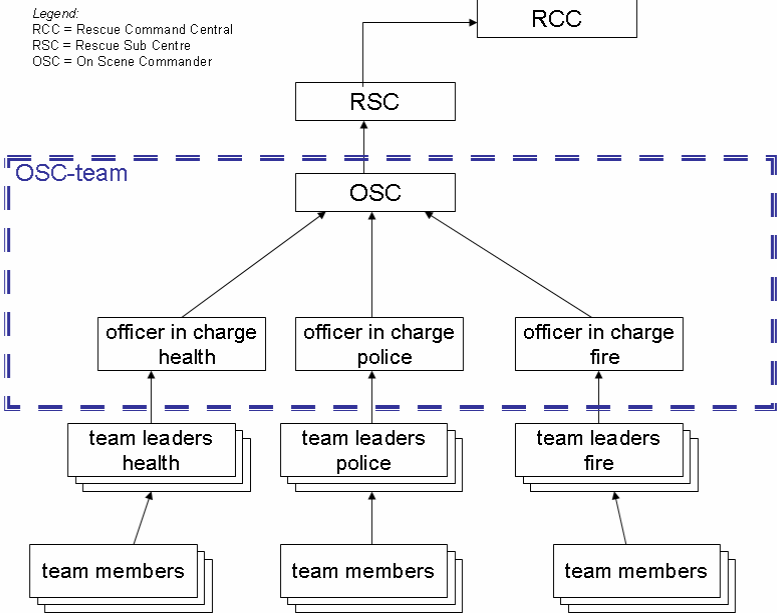 Legend:
RCC = Rescue Command Central
RSC = Rescue Sub Centre
OSC = On Scene Commander
RCC
RSC
OSC-team
OSC
officer in charge
health
officer in charge
police
officer in charge
fire
team leaders
health
team leaders
police
team leaders
fire
team members
team members
team members